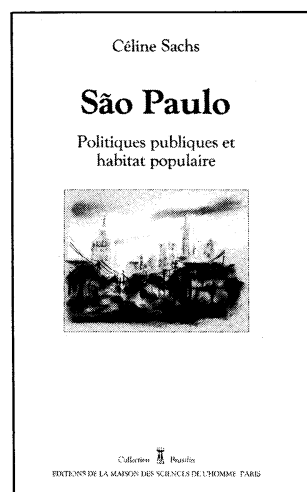 Céline Sachs
São Paulo
Politiques publiques et
habitat populaire
Collection Brasilia
EDITIONS DE LA MAISON DES SCIENCES DE L'HOMME PARIS